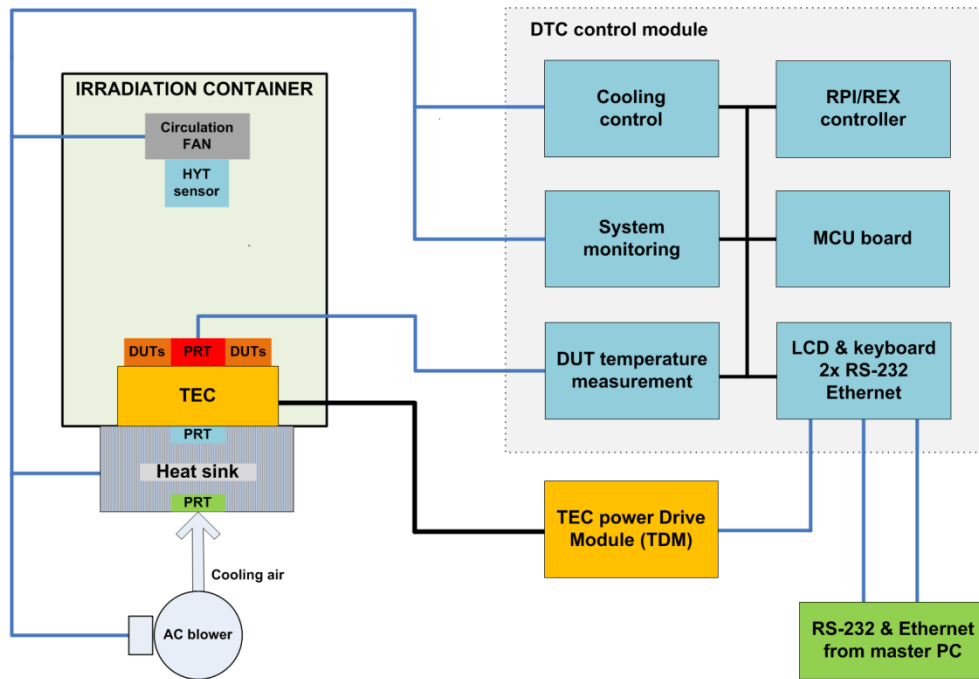 DTC control module
IRRADIATION CONTAINER
Circulation
FAN
HYT
sensor
Cooling
control
RPI/REX
controller
System
monitoring
MCU board
DUTs
PRT
DUTs
TEC
DUT temperature
measurement
LCD & keyboard
2x RS-232
Ethernet
PRT
Heat sink
PRT
TEC power Drive
Module (TDM)
Cooling air
AC blower
RS-232 & Ethernet
from master PC